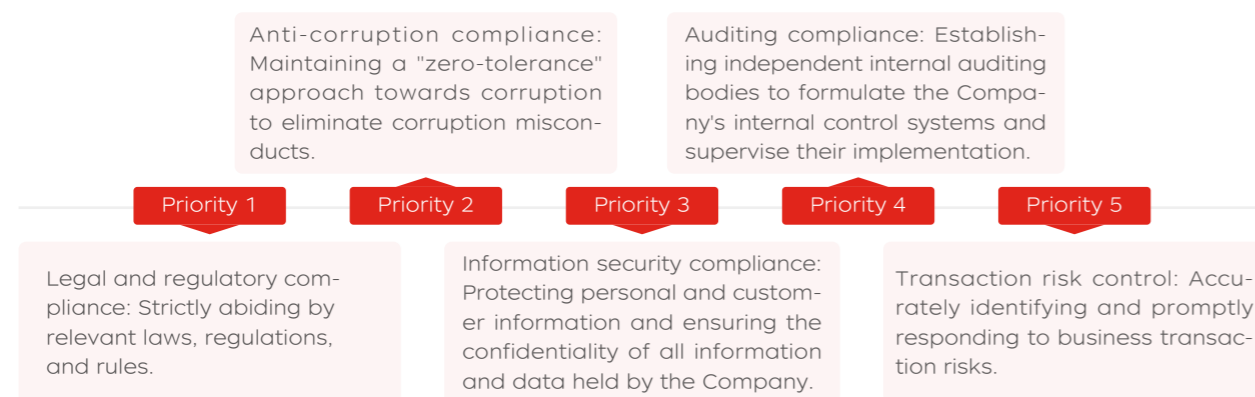 Anti-corruption compliance:
Maintaining a "zero-tolerance"
approach towards corruption
to eliminate corruption miscon-
ducts.
Auditing compliance: Establish-
ing independent internal auditing
bodies to formulate the Compa-
ny's internal control systems and
supervise their implementation.
Priority 1
Priority 2
Priority 3
Priority 4
Priority 5
Legal and regulatory com-
pliance: Strictly abiding by
relevant laws, regulations,
and rules.
Information security compliance:
Protecting personal and custom-
er information and ensuring the
confidentiality of all information
and data held by the Company.
Transaction risk control: Accu-
rately identifying and promptly
responding to business transac-
tion risks.